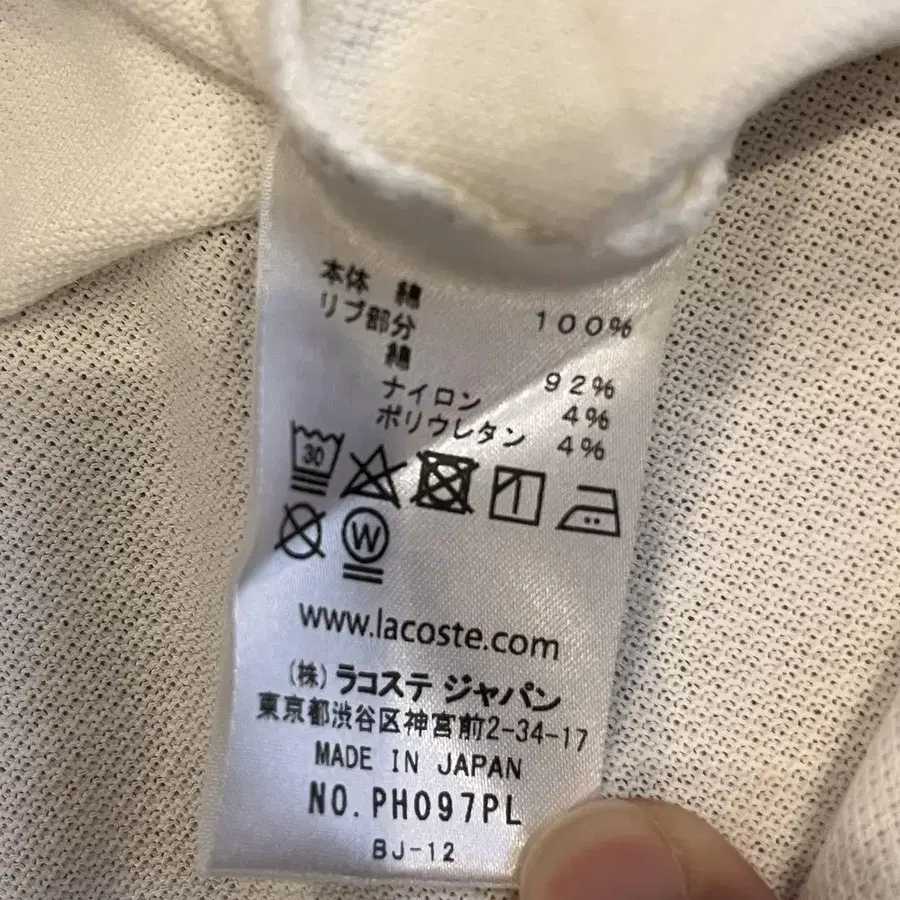 本体 綿 100%
リブ部分
綿 92%
ナイロン 4%
ポリウレタン 4%
30
W
www.lacoste.com
(株) ラコステ ジャパン
東京都渋谷区神宮前2-34-17
MADE IN JAPAN
NO. PH097PL
BJ-12